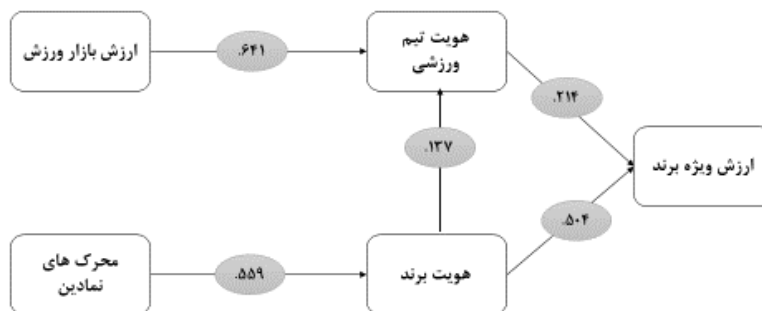 ارزش بازار ورزش
.۶۴۱
هویت تیم
ورزشی
.۲۱۴
.۱۳۷
ارزش ویژه برند
.۵۰۴
محرک های
نمادین
.۵۵۹
هویت برند